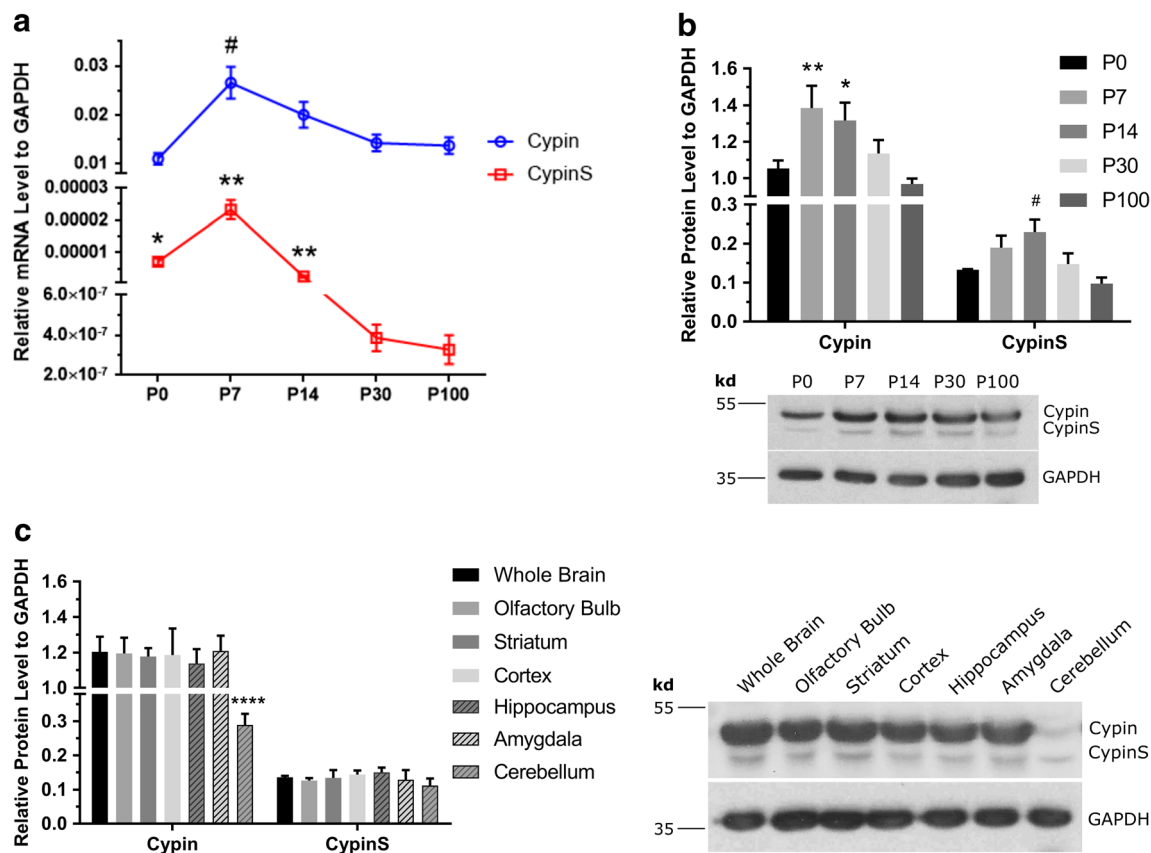 a
Relative mRNA Level to GAPDH
0.03
0.02
0.01
0.00003
0.00002
0.00001
6.0×10⁻⁷
4.0×10⁻⁷
2.0×10⁻⁷
#
**
*
**
P0 P7 P14 P30 P100
Cypin
CypinS
b
Relative Protein Level to GAPDH
1.6
1.4
1.2
1.0
0.3
0.2
0.1
0.0
**
*
#
Cypin CypinS
P0
P7
P14
P30
P100
kd P0 P7 P14 P30 P100
55
Cypin
CypinS
35
GAPDH
c
Relative Protein Level to GAPDH
1.6
1.4
1.2
1.0
0.3
0.2
0.1
0.0
****
Cypin CypinS
Whole Brain
Olfactory Bulb
Striatum
Cortex
Hippocampus
Amygdala
Cerebellum
Whole Brain
Olfactory Bulb
Striatum
Cortex
Hippocampus
Amygdala
Cerebellum
kd
55
Cypin
CypinS
35
GAPDH